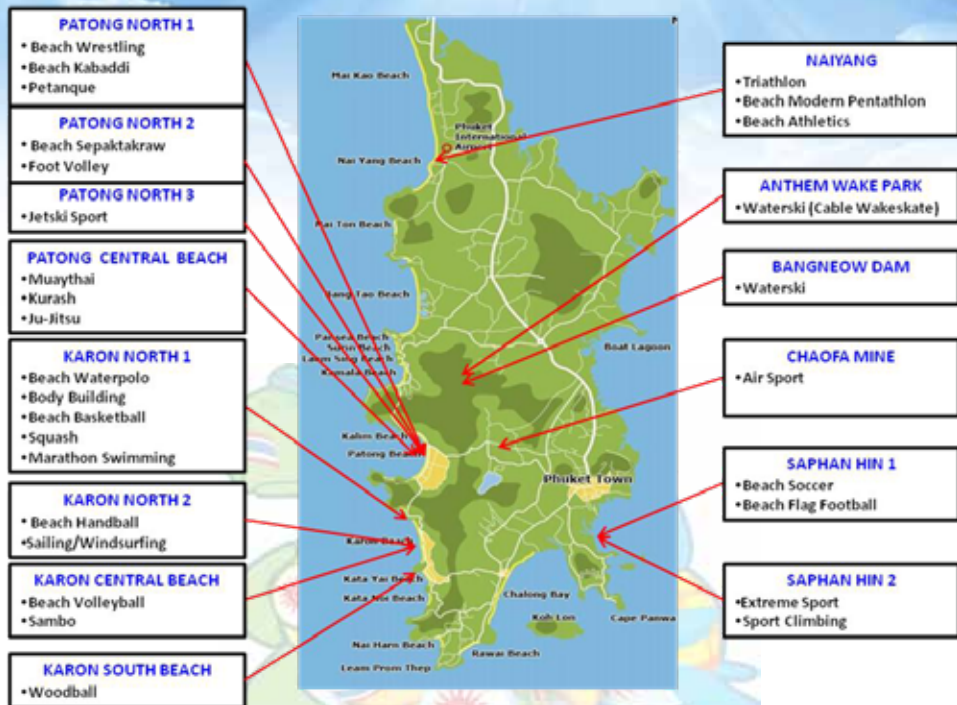 PATONG NORTH 1
• Beach Wrestling
• Beach Kabaddi
• Petanque
PATONG NORTH 2
• Beach Sepaktakraw
• Foot Volley
PATONG NORTH 3
• Jetski Sport
PATONG CENTRAL BEACH
• Muaythai
• Kurash
• Ju-Jitsu
KARON NORTH 1
• Beach Waterpolo
• Body Building
• Beach Basketball
• Squash
• Marathon Swimming
KARON NORTH 2
• Beach Handball
• Sailing/Windsurfing
KARON CENTRAL BEACH
• Beach Volleyball
• Sambo
KARON SOUTH BEACH
• Woodball
Mai Kao Beach
Phuket
International
Airport
Nai Yang Beach
Nai Ton Beach
Bang Tao Beach
Pansea Beach
Surin Beach
Laem Sing Beach
Kamala Beach
Boat Lagoon
Kalim Beach
Patong Beach
Phuket Town
Karon Beach
Kata Yai Beach
Kata Noi Beach
Chalong Bay
Koh Lon
Cape Panwa
Nai Harn Beach
Rawai Beach
Leam Prom Thep
NAIYANG
• Triathlon
• Beach Modern Pentathlon
• Beach Athletics
ANTHEM WAKE PARK
• Waterski (Cable Wakeskate)
BANGNEOW DAM
• Waterski
CHAOFA MINE
• Air Sport
SAPHAN HIN 1
• Beach Soccer
• Beach Flag Football
SAPHAN HIN 2
• Extreme Sport
• Sport Climbing